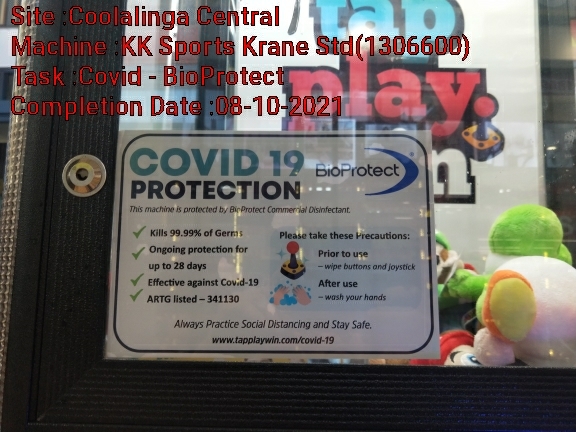 Site :Coolalinga Central
Machine :KK Sports Krane Std(1306600)
Task :Covid - BioProtect
Completion Date :08-10-2021
tap
play.
COVID 19
PROTECTION
BioProtect
This machine is protected by BioProtect Commercial Disinfectant.
Kills 99.99% of Germs
Ongoing protection for
up to 28 days
Effective against Covid-19
ARTG listed – 341130
Please take these Precautions:
Prior to use
– wipe buttons and joystick
After use
– wash your hands
Always Practice Social Distancing and Stay Safe.
www.tapplaywin.com/covid-19